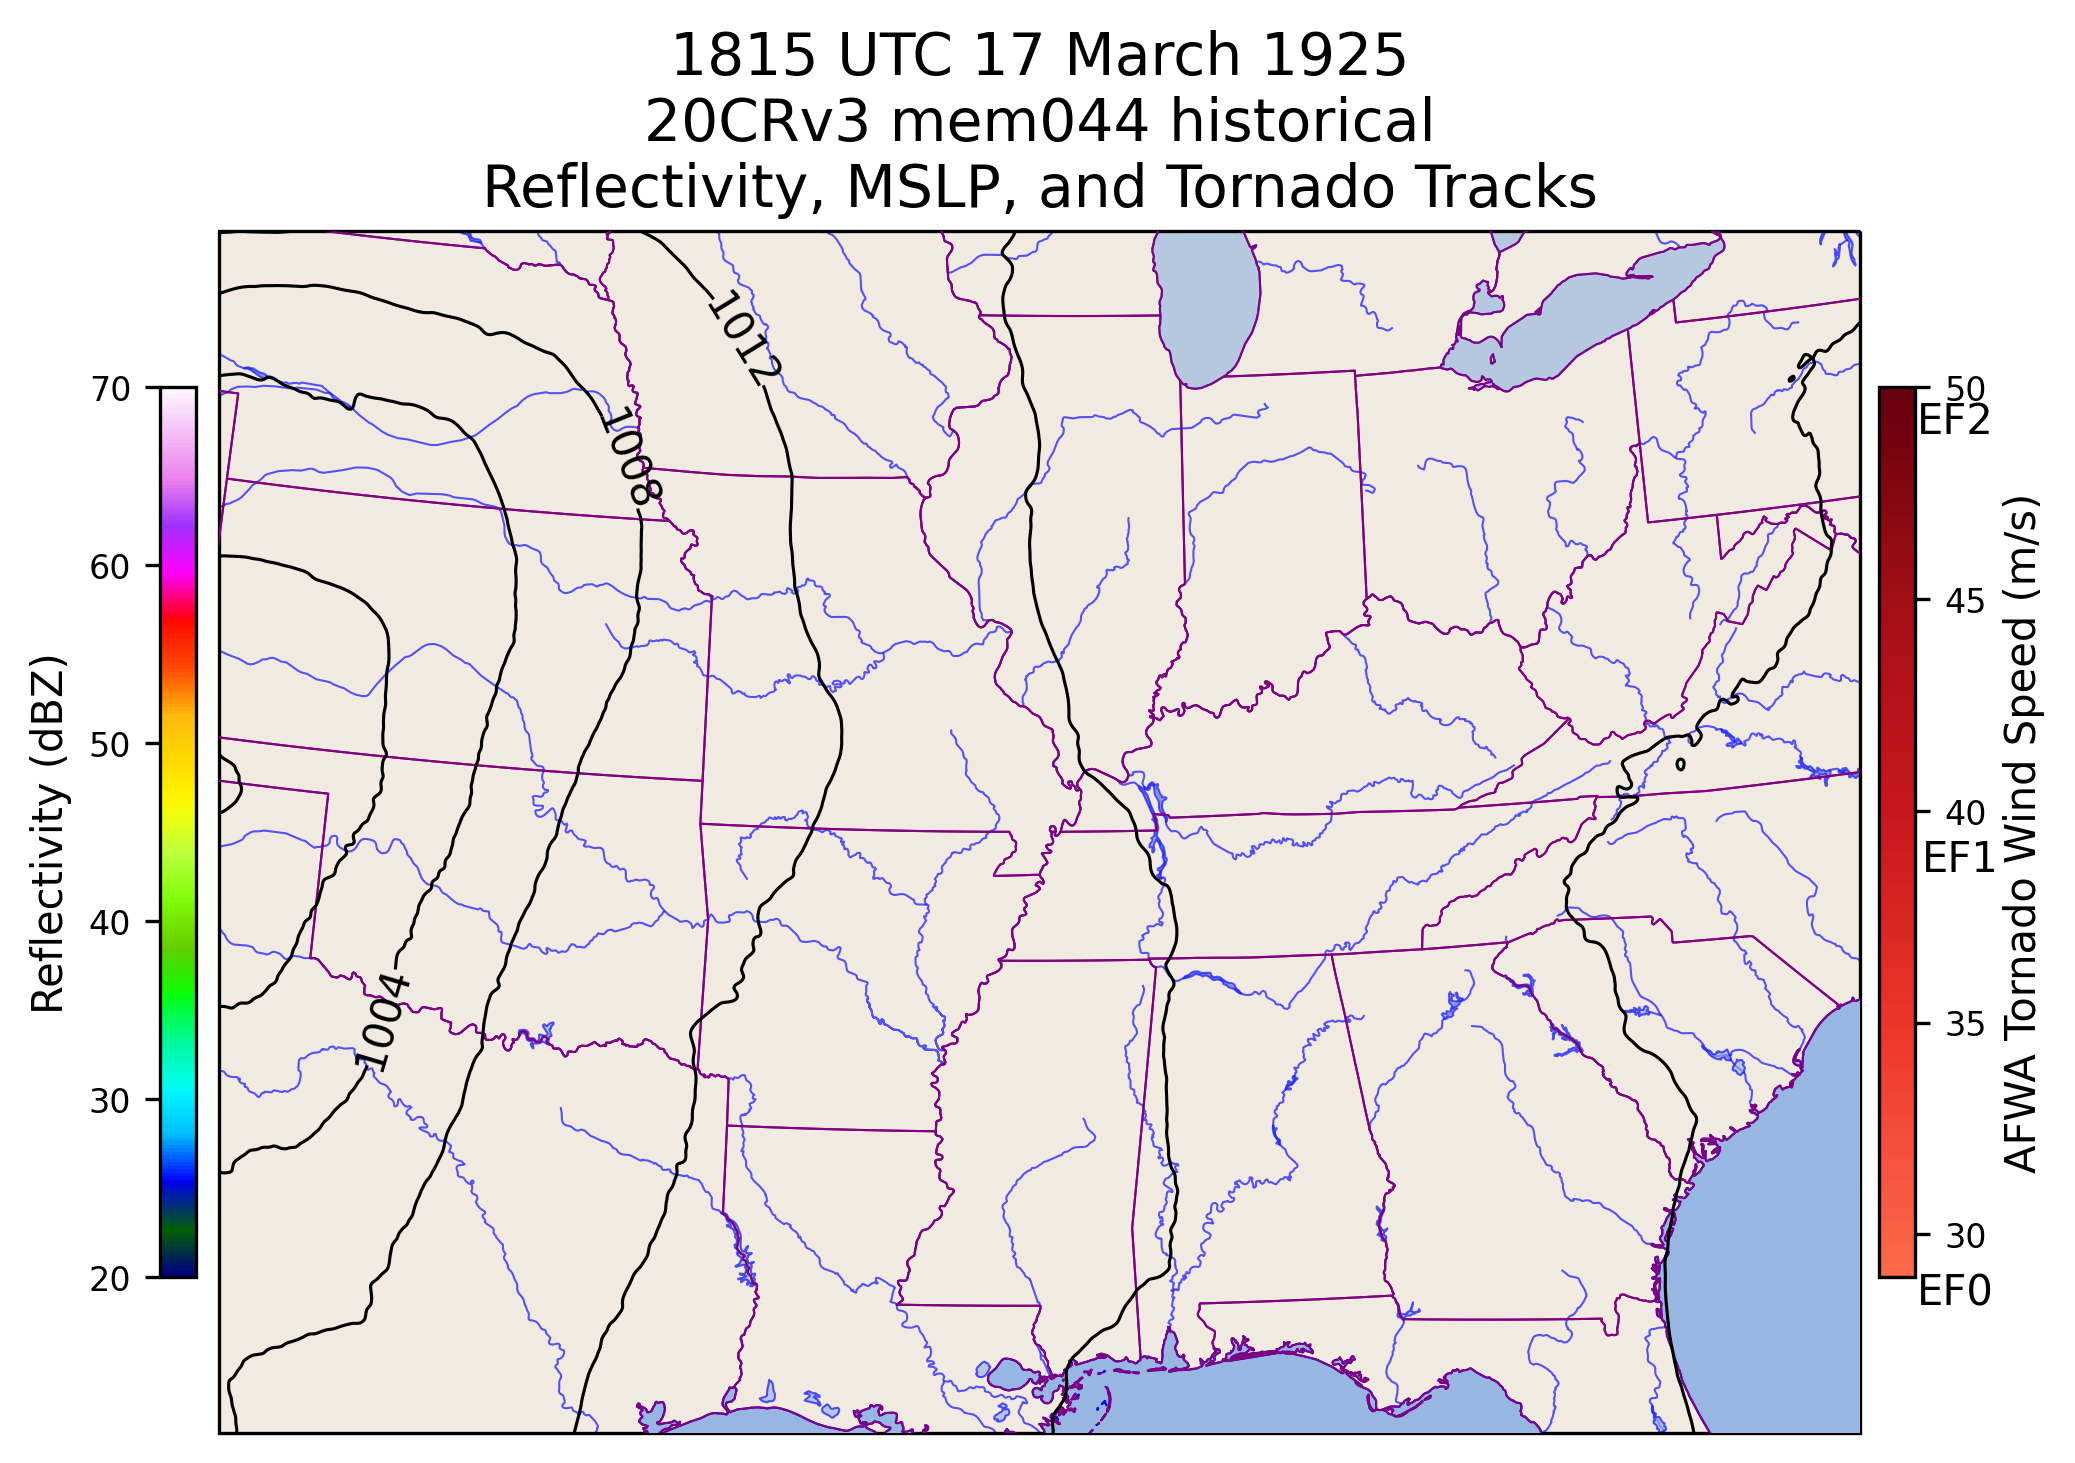 1815 UTC 17 March 1925
20CRv3 mem044 historical
Reflectivity, MSLP, and Tornado Tracks
1012
1008
1004
70
60
50
40
30
20
Reflectivity (dBZ)
50
EF2
45
40
EF1
35
30
EF0
AFWA Tornado Wind Speed (m/s)